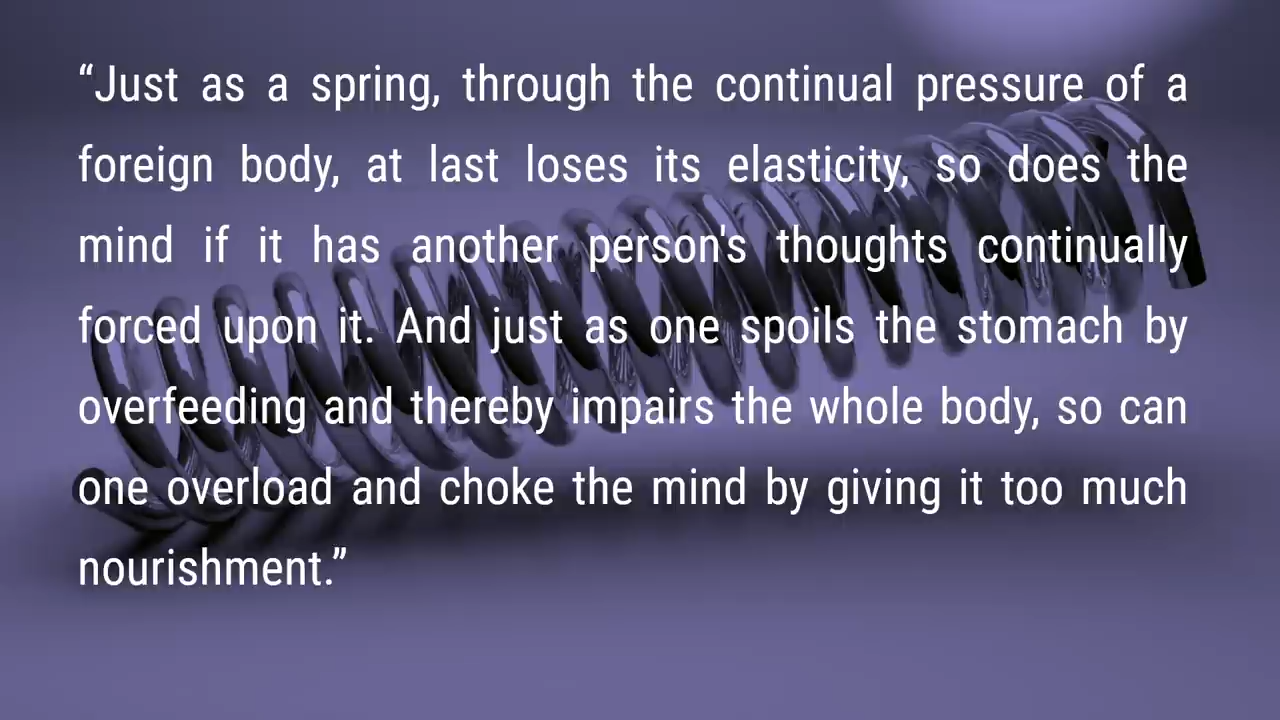 “Just as a spring, through the continual pressure of a
foreign body, at last loses its elasticity, so does the
mind if it has another person's thoughts continually
forced upon it. And just as one spoils the stomach by
overfeeding and thereby impairs the whole body, so can
one overload and choke the mind by giving it too much
nourishment.”